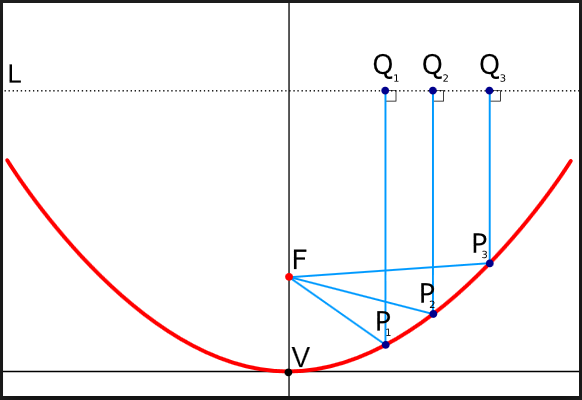 Q₁ Q₂ Q₃
L
P₃
F
P₂
P₁
V